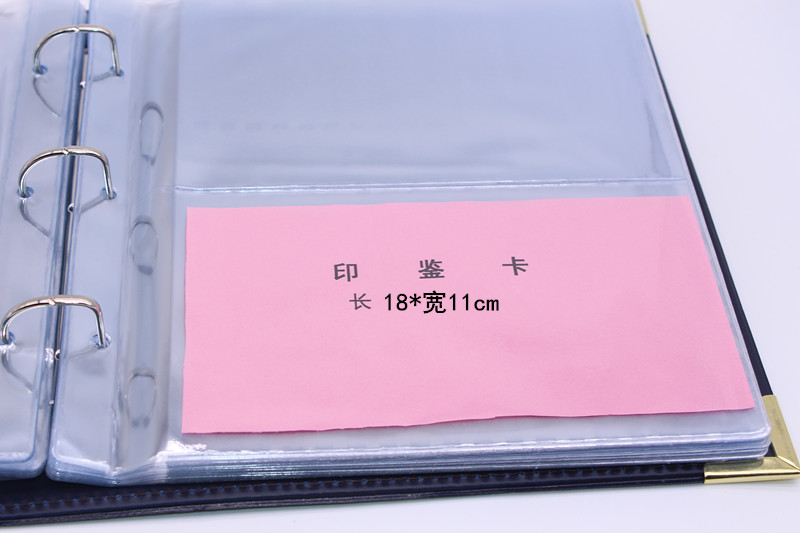 印 鉴 卡
长 18*宽11cm